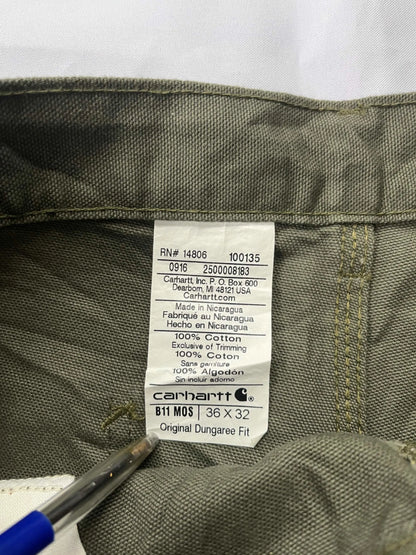 RN# 14806 100135
0916 2500008183
Carhartt, Inc. P.O. Box 600
Dearborn, MI 48121 USA
Carhartt.com
Made in Nicaragua
Fabriqué au Nicaragua
Hecho en Nicaragua
100% Cotton
Exclusive of Trimming
100% Coton
Sans garniture
100% Algodón
Sin incluir adorno
carhartt
B11 MOS 36 X 32
Original Dungaree Fit